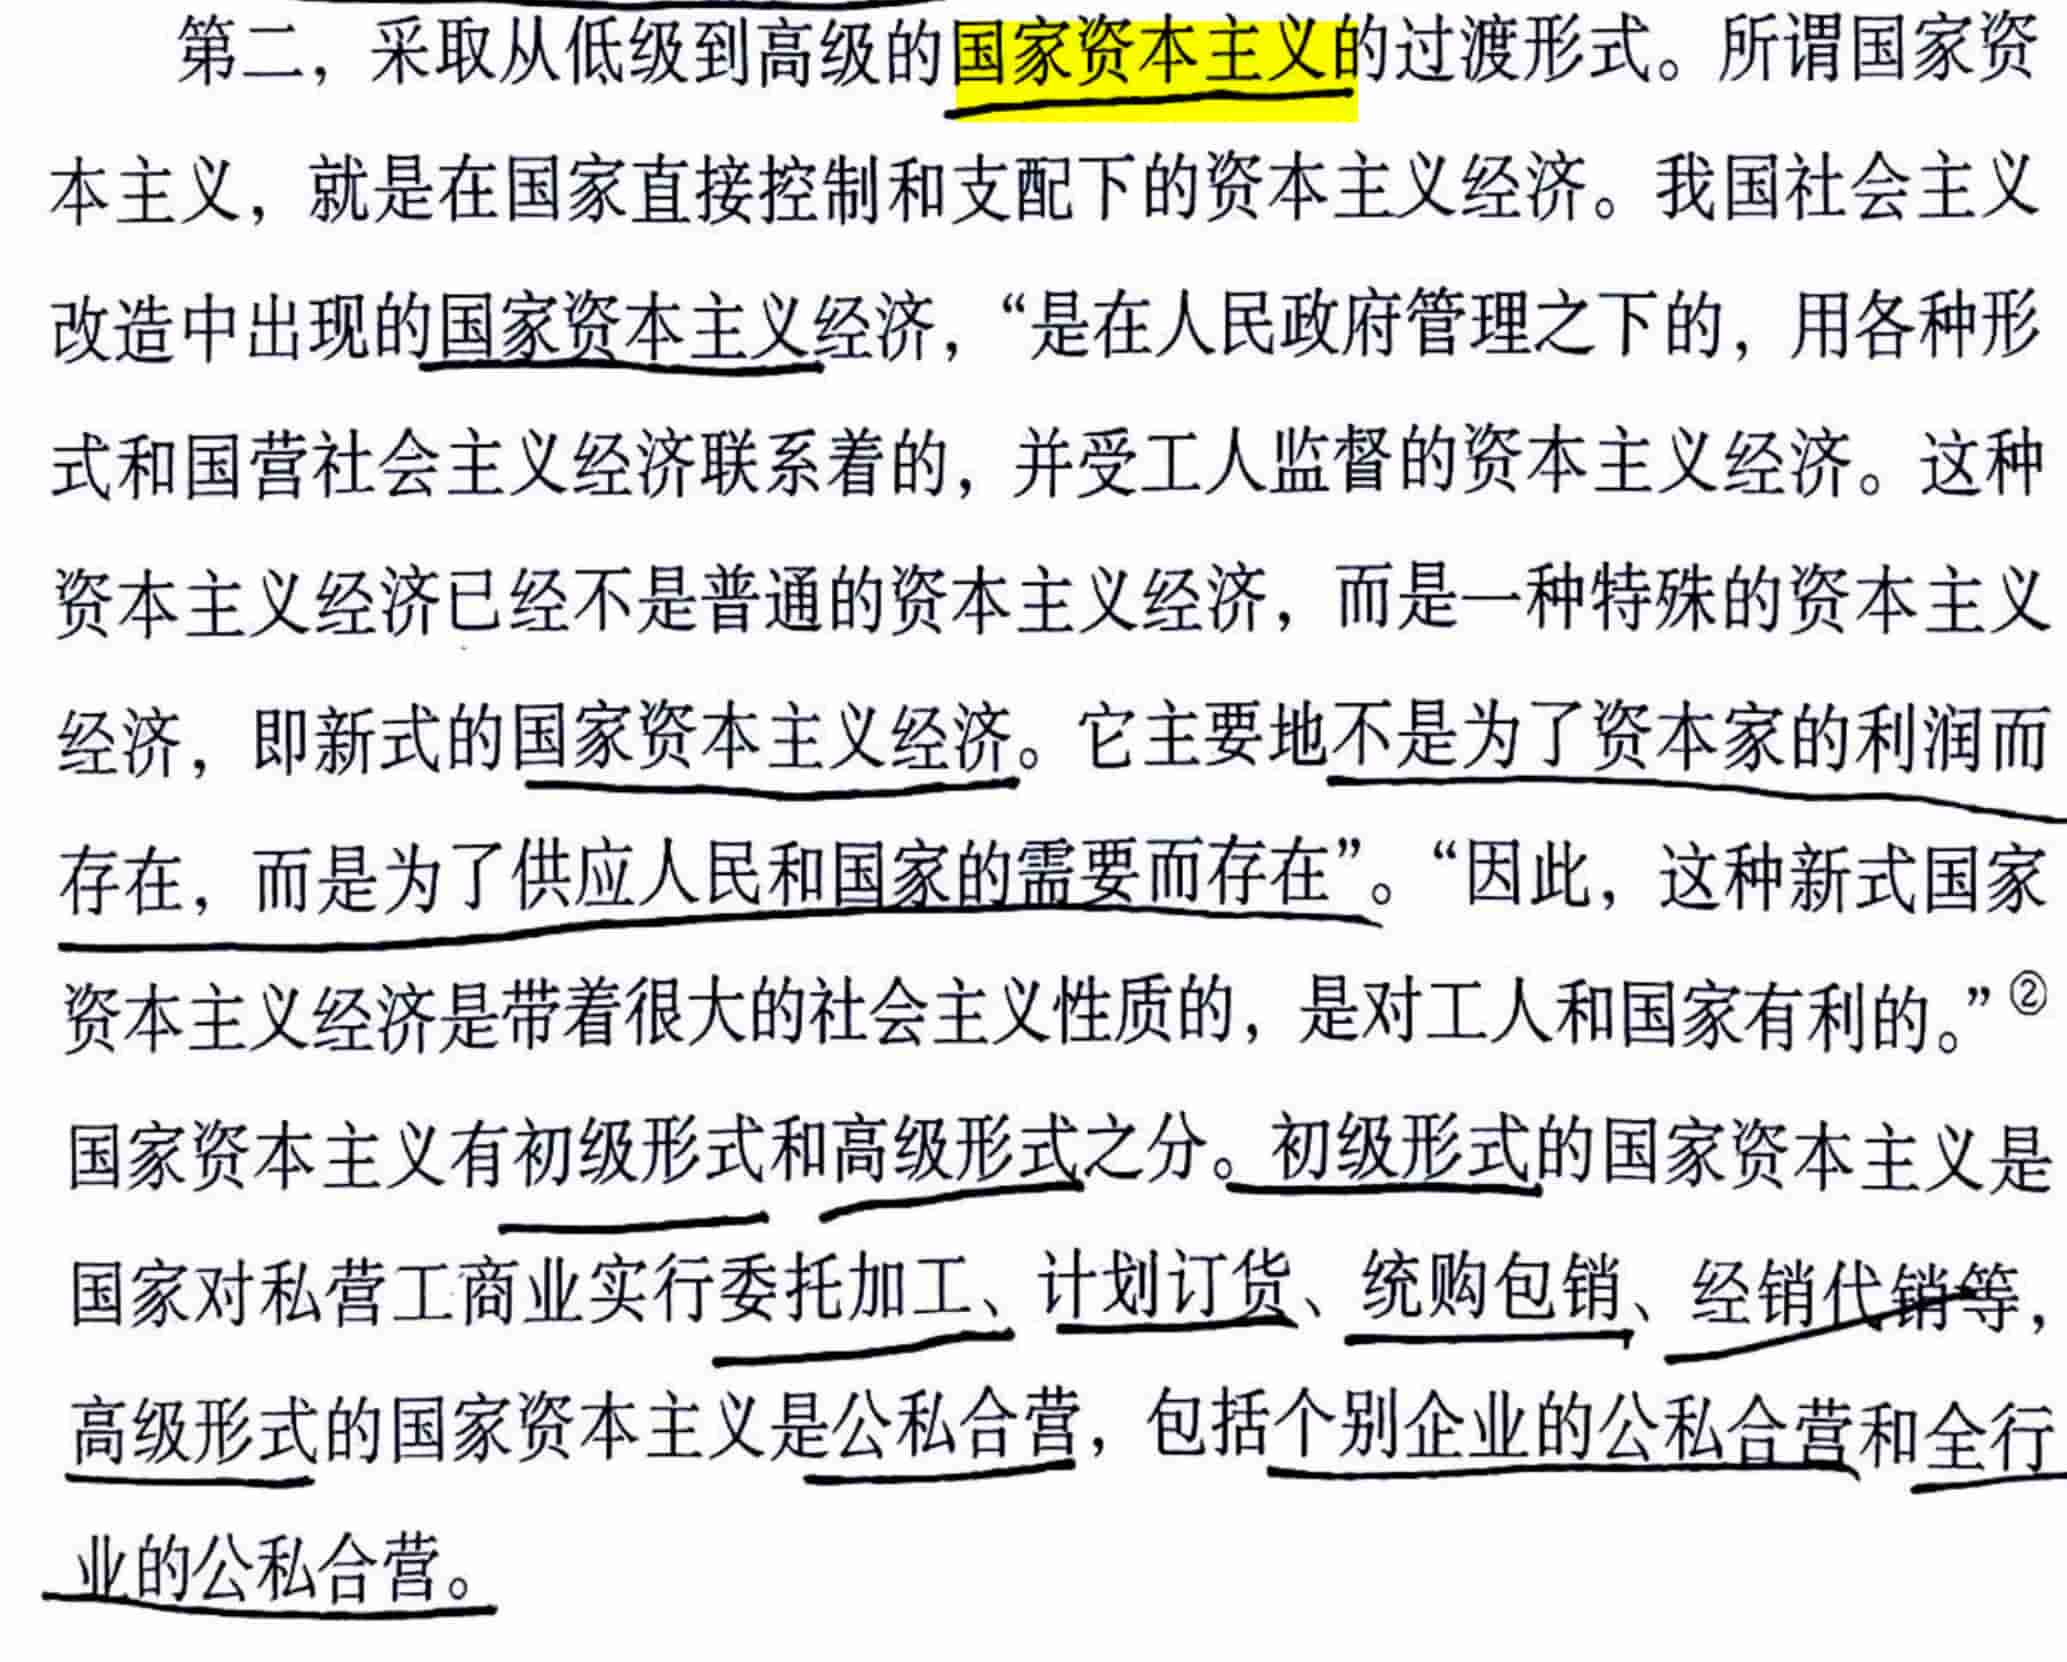 第二，采取从低级到高级的国家资本主义的过渡形式。所谓国家资
本主义，就是在国家直接控制和支配下的资本主义经济。我国社会主义
改造中出现的国家资本主义经济，“是在人民政府管理之下的，用各种形
式和国营社会主义经济联系着的，并受工人监督的资本主义经济。这种
资本主义经济已经不是普通的资本主义经济，而是一种特殊的资本主义
经济，即新式的国家资本主义经济。它主要地不是为了资本家的利润而
存在，而是为了供应人民和国家的需要而存在”。“因此，这种新式国家
资本主义经济是带着很大的社会主义性质的，是对工人和国家有利的。”②
国家资本主义有初级形式和高级形式之分。初级形式的国家资本主义是
国家对私营工商业实行委托加工、计划订货、统购包销、经销代销等，
高级形式的国家资本主义是公私合营，包括个别企业的公私合营和全行
业的公私合营。